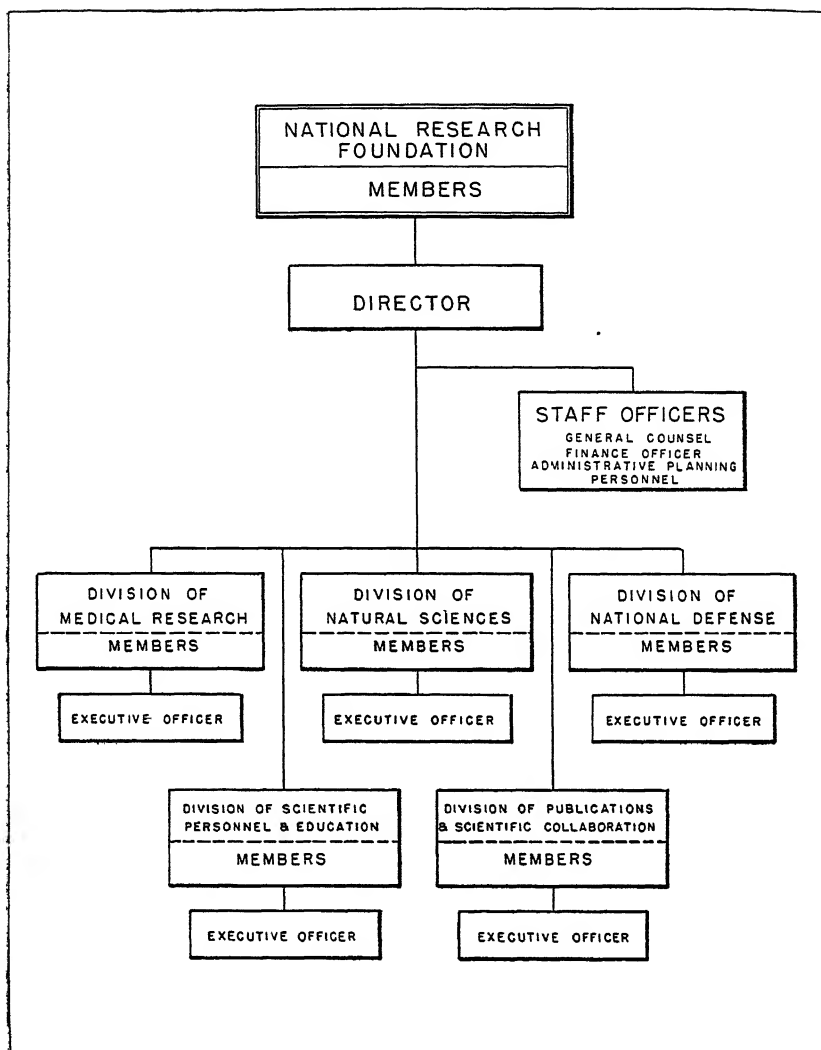 NATIONAL RESEARCH
FOUNDATION
MEMBERS
DIRECTOR
STAFF OFFICERS
GENERAL COUNSEL
FINANCE OFFICER
ADMINISTRATIVE PLANNING
PERSONNEL
DIVISION OF
MEDICAL RESEARCH
MEMBERS
EXECUTIVE OFFICER
DIVISION OF
NATURAL SCIENCES
MEMBERS
EXECUTIVE OFFICER
DIVISION OF
NATIONAL DEFENSE
MEMBERS
EXECUTIVE OFFICER
DIVISION OF SCIENTIFIC
PERSONNEL & EDUCATION
MEMBERS
EXECUTIVE OFFICER
DIVISION OF PUBLICATIONS
& SCIENTIFIC COLLABORATION
MEMBERS
EXECUTIVE OFFICER